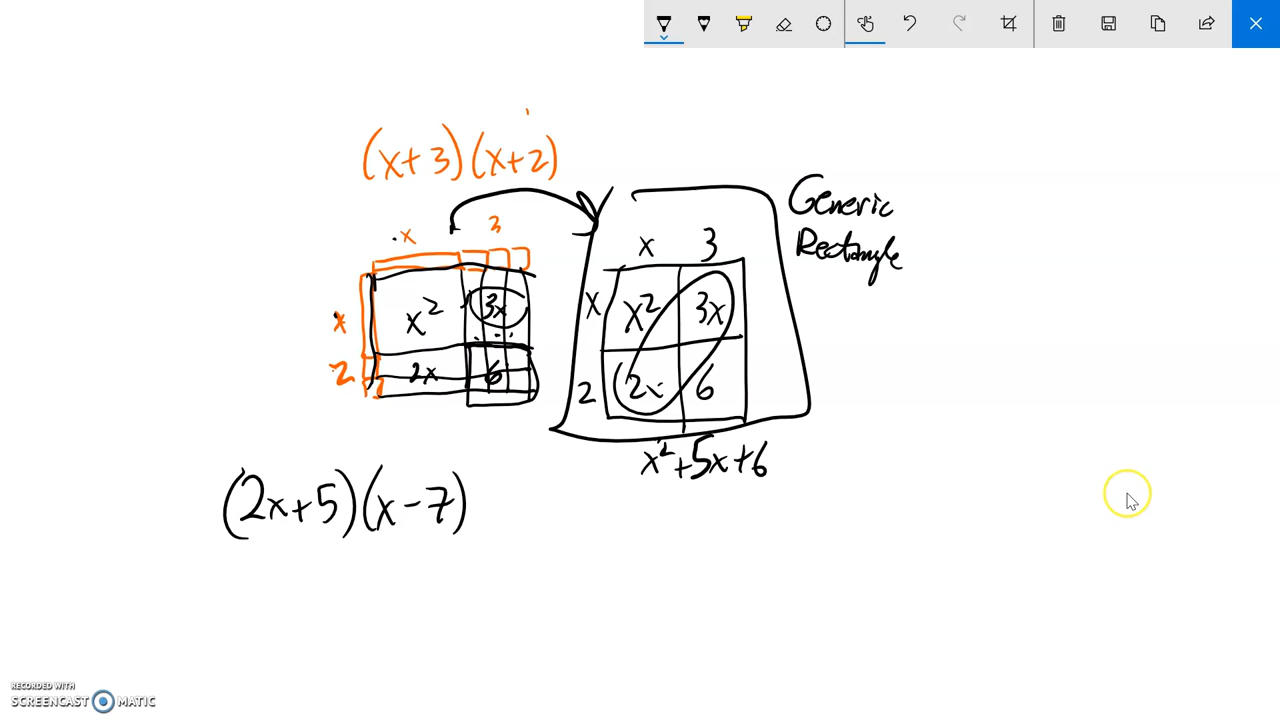 (x+3)(x+2)
Generic
Rectangle
x 3
x x² 3x
2 2x 6
x 3
x x² 3x
2 2x 6
x²+5x+6
(2x+5)(x-7)
RECORDED WITH
SCREENCAST MATIC